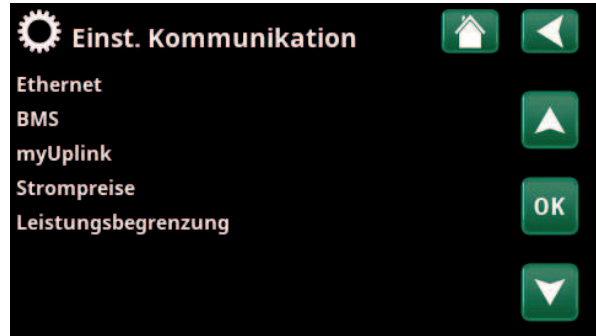 Einst. Kommunikation
Ethernet
BMS
myUplink
Strompreise
OK
Leistungsbegrenzung